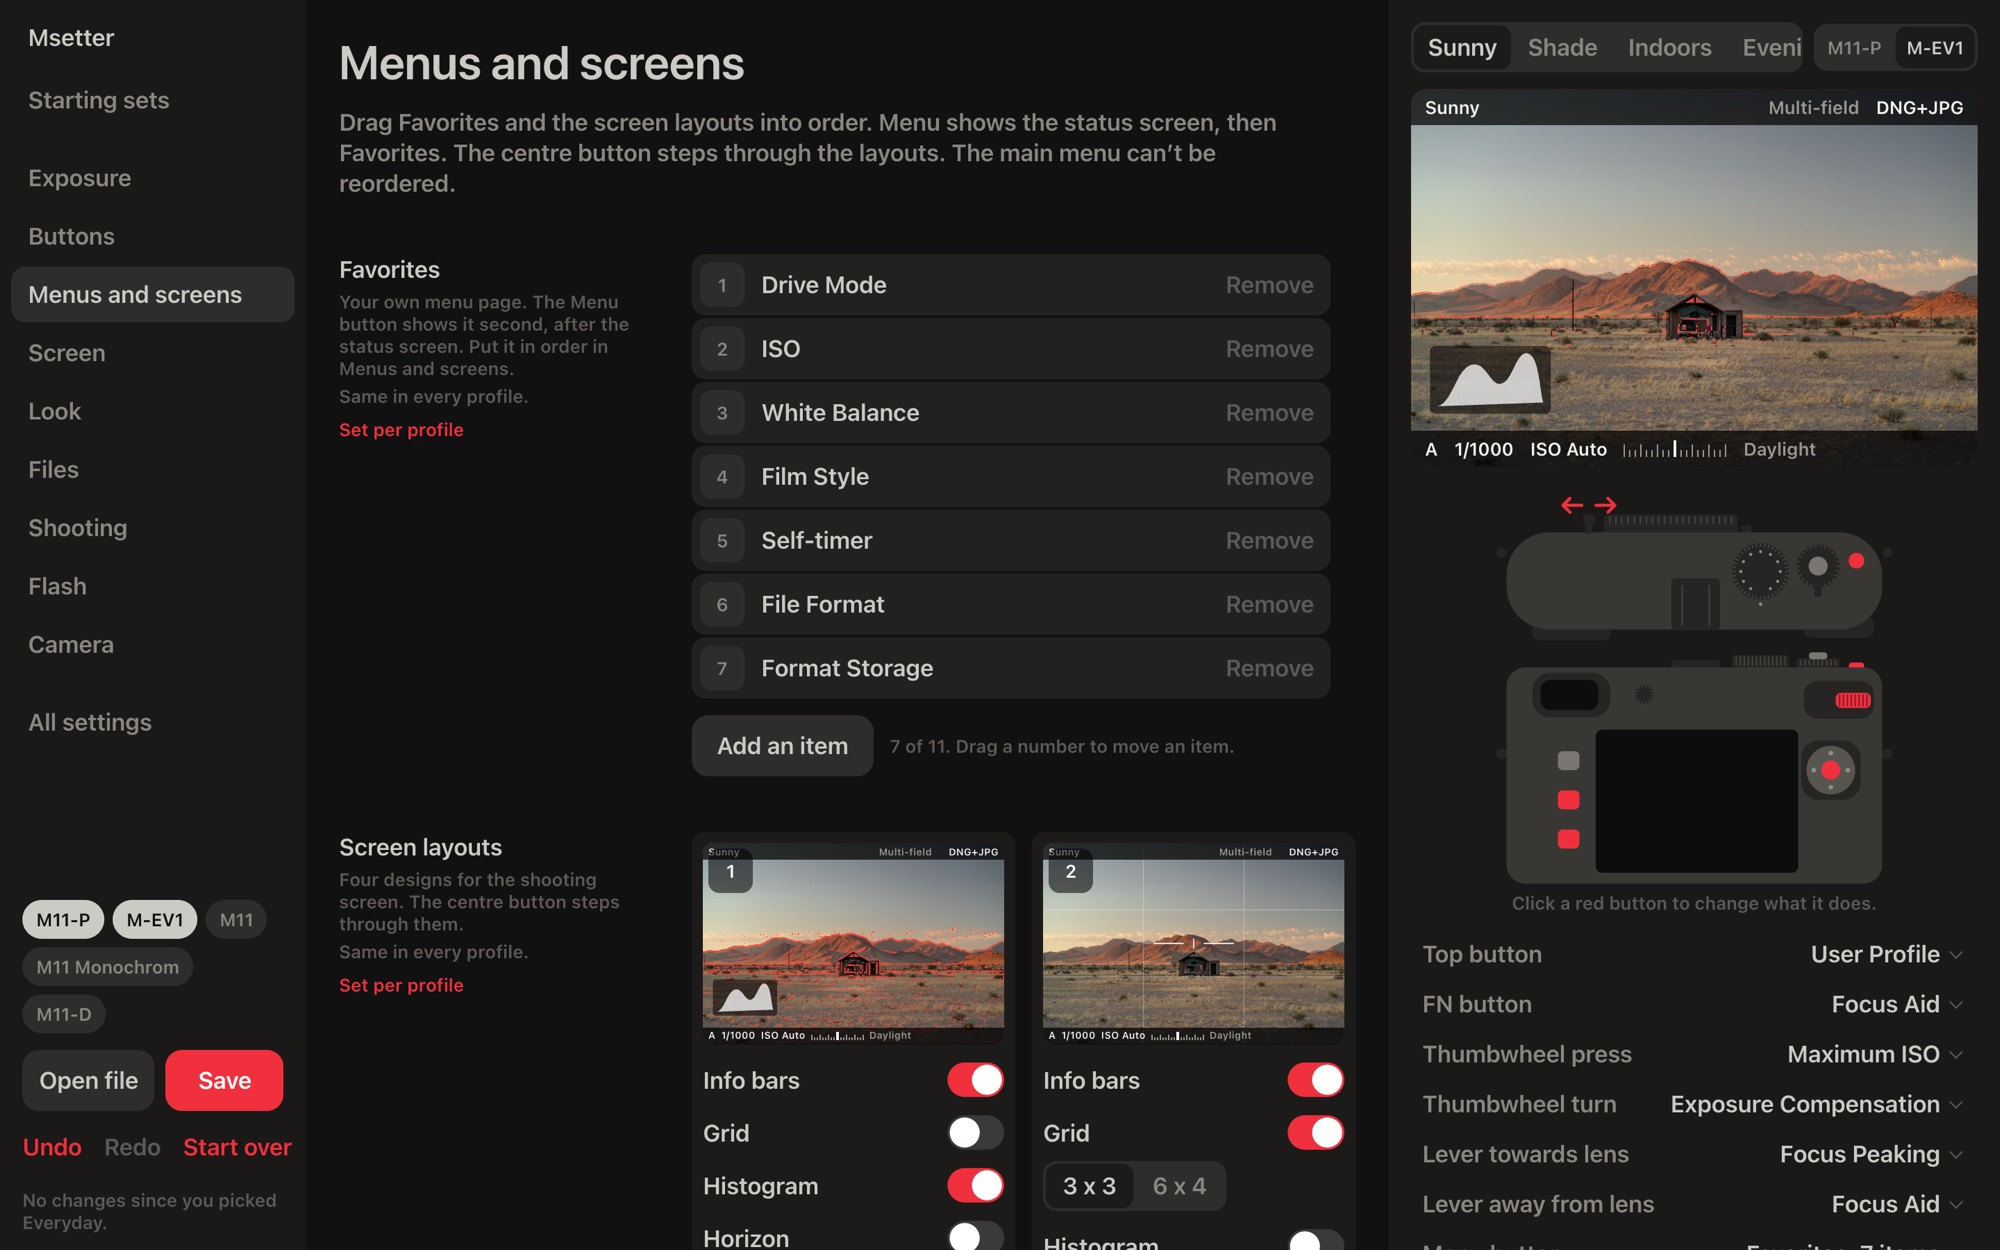 Msetter
Starting sets
Exposure
Buttons
Menus and screens
Screen
Look
Files
Shooting
Flash
Camera
All settings
M11-P
M-EV1
M11
M11 Monochrom
M11-D
Open file
Save
Undo
Redo
Start over
No changes since you picked
Everyday.
Menus and screens
Drag Favorites and the screen layouts into order. Menu shows the status screen, then
Favorites. The centre button steps through the layouts. The main menu can’t be
reordered.
Favorites
Your own menu page. The Menu
button shows it second, after the
status screen. Put it in order in
Menus and screens.
Same in every profile.
Set per profile
1 Drive Mode Remove
2 ISO Remove
3 White Balance Remove
4 Film Style Remove
5 Self-timer Remove
6 File Format Remove
7 Format Storage Remove
Add an item
7 of 11. Drag a number to move an item.
Screen layouts
Four designs for the shooting
screen. The centre button steps
through them.
Same in every profile.
Set per profile
Sunny Multi-field DNG+JPG
1
A 1/1000 ISO Auto Daylight
Info bars
Grid
Histogram
Horizon
Sunny Multi-field DNG+JPG
2
A 1/1000 ISO Auto Daylight
Info bars
Grid
3 x 3 6 x 4
Histogram
Sunny Shade Indoors Eveni
M11-P M-EV1
Sunny Multi-field DNG+JPG
A 1/1000 ISO Auto Daylight
Click a red button to change what it does.
Top button User Profile
FN button Focus Aid
Thumbwheel press Maximum ISO
Thumbwheel turn Exposure Compensation
Lever towards lens Focus Peaking
Lever away from lens Focus Aid